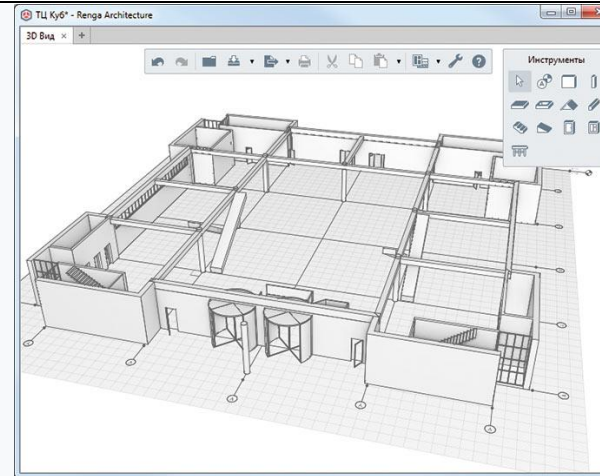 ТЦ Куб* - Renga Architecture
3D Вид × +
Инструменты